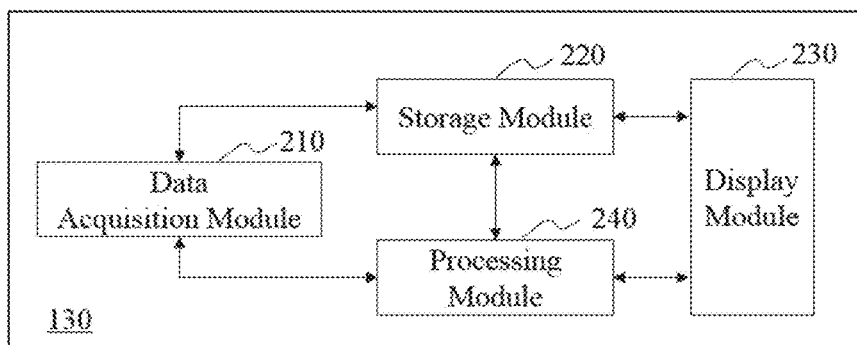 220
Storage Module
230
Display
Module
210
Data
Acquisition Module
240
Processing
Module
130